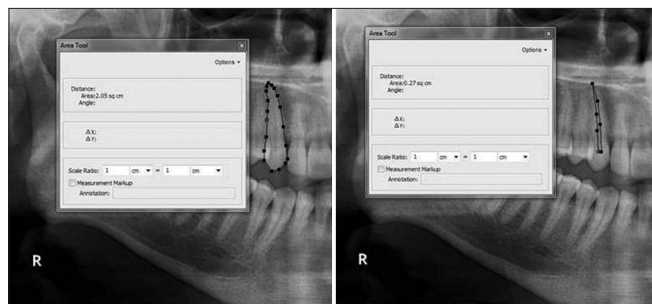 Area Tool
x
Options
Distance:
Area:2.05 sq cm
Angle:
ΔX:
ΔY:
Scale Ratio: 1 cm = 1 cm
Measurement Markup
Annotation:
R
Area Tool
x
Options
Distance:
Area:0.27 sq cm
Angle:
ΔX:
ΔY:
Scale Ratio: 1 cm = 1 cm
Measurement Markup
Annotation:
R